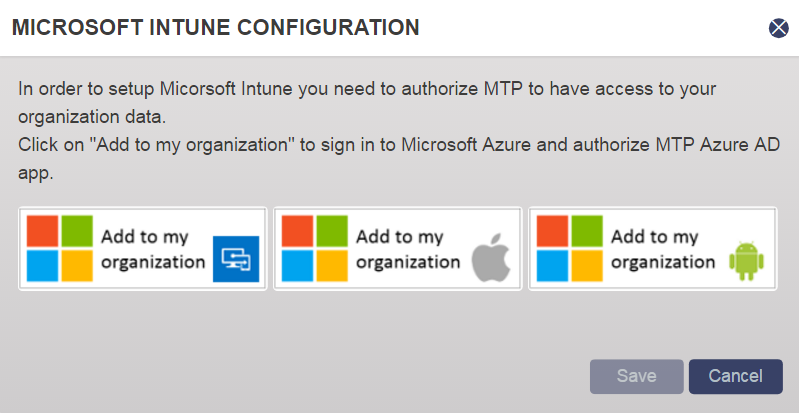 MICROSOFT INTUNE CONFIGURATION
In order to setup Micorsoft Intune you need to authorize MTP to have access to your
organization data.
Click on "Add to my organization" to sign in to Microsoft Azure and authorize MTP Azure AD
app.
Add to my
organization
Add to my
organization
Add to my
organization
Save
Cancel